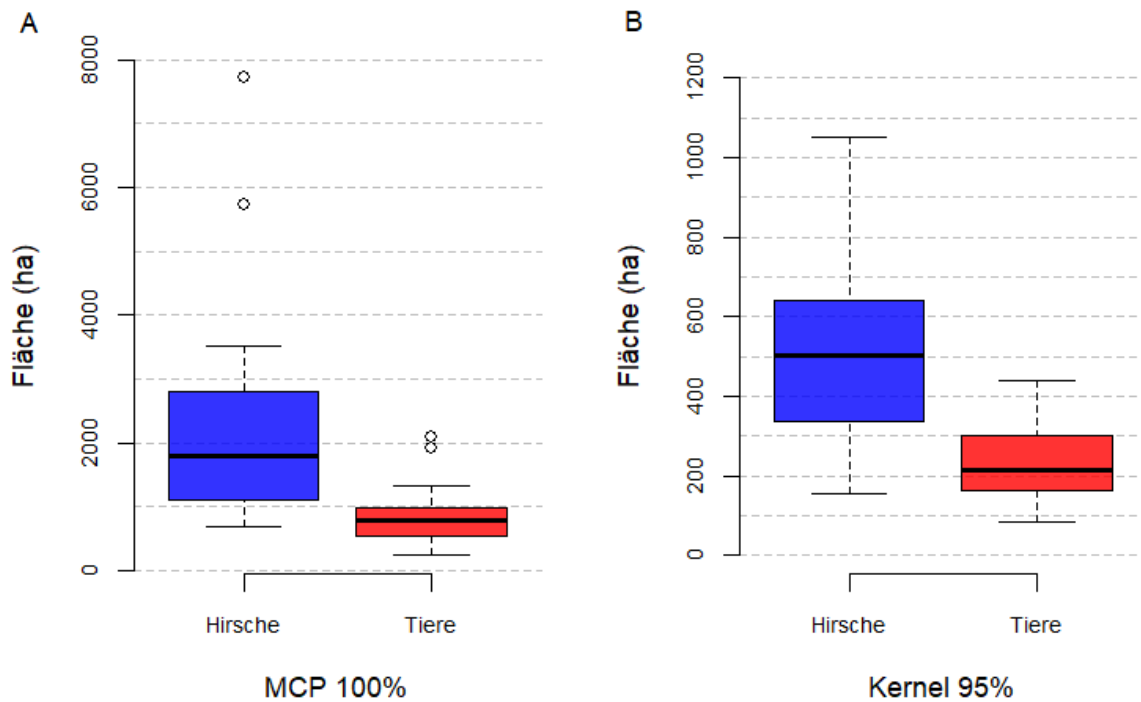 A
Fläche (ha)
8000
6000
4000
2000
0
Hirsche Tiere
MCP 100%
B
Fläche (ha)
1200
1000
800
600
400
200
0
Hirsche Tiere
Kernel 95%